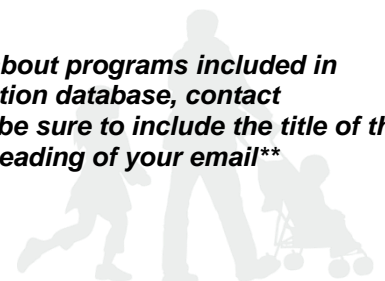 bout programs included in
tion database, contact
be sure to include the title of th
eading of your email**